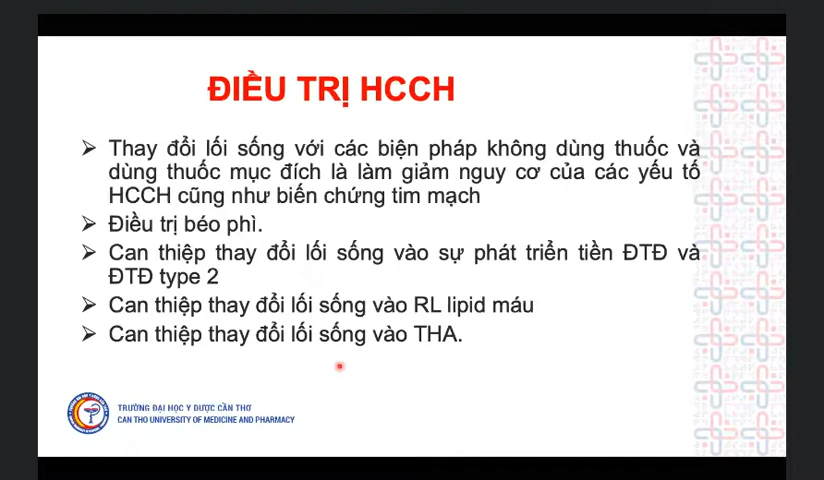 ĐIỀU TRỊ HCCH
➢ Thay đổi lối sống với các biện pháp không dùng thuốc và
dùng thuốc mục đích là làm giảm nguy cơ của các yếu tố
HCCH cũng như biến chứng tim mạch
➢ Điều trị béo phì.
➢ Can thiệp thay đổi lối sống vào sự phát triển tiền ĐTĐ và
ĐTĐ type 2
➢ Can thiệp thay đổi lối sống vào RL lipid máu
➢ Can thiệp thay đổi lối sống vào THA.
TRƯỜNG ĐẠI HỌC Y DƯỢC CẦN THƠ
CAN THO UNIVERSITY OF MEDICINE AND PHARMACY